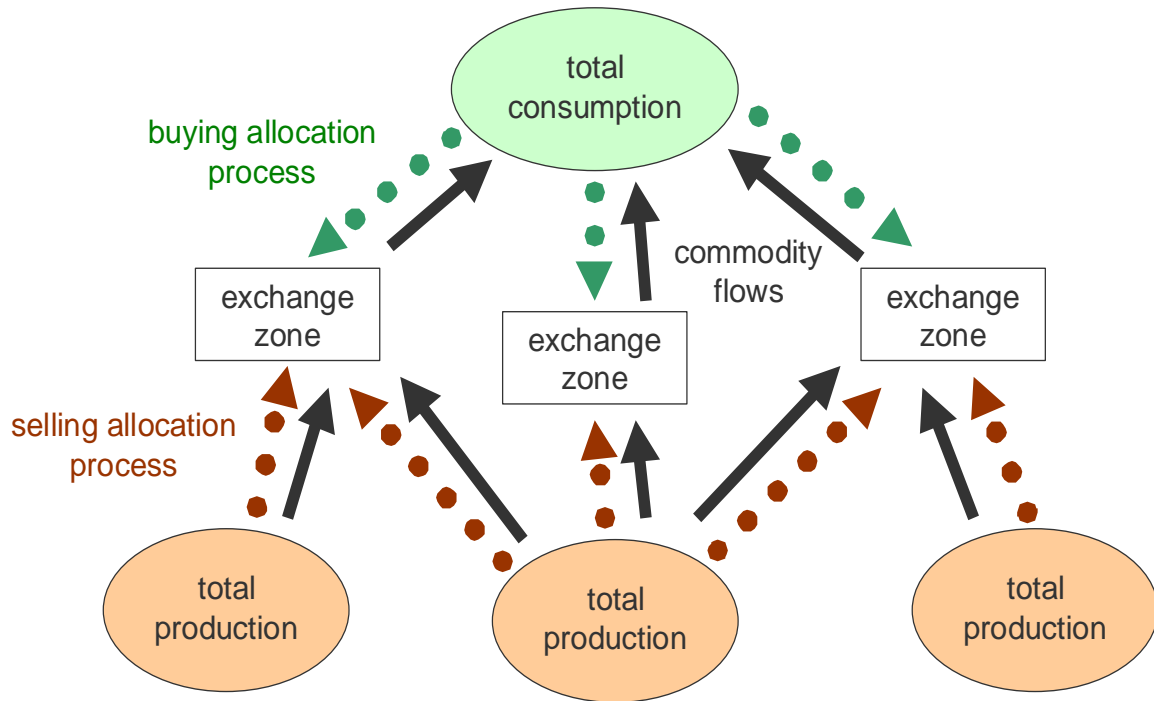 total
consumption
buying allocation
process
commodity
flows
exchange
zone
exchange
zone
exchange
zone
selling allocation
process
total
production
total
production
total
production